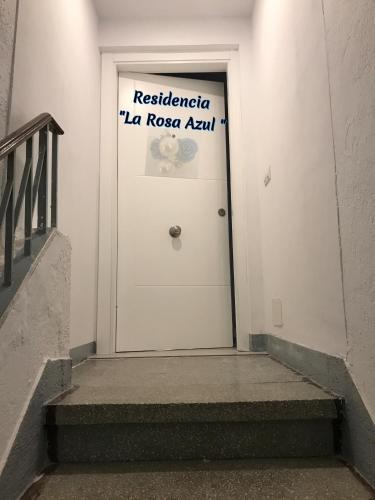 Residencia
"La Rosa Azul "